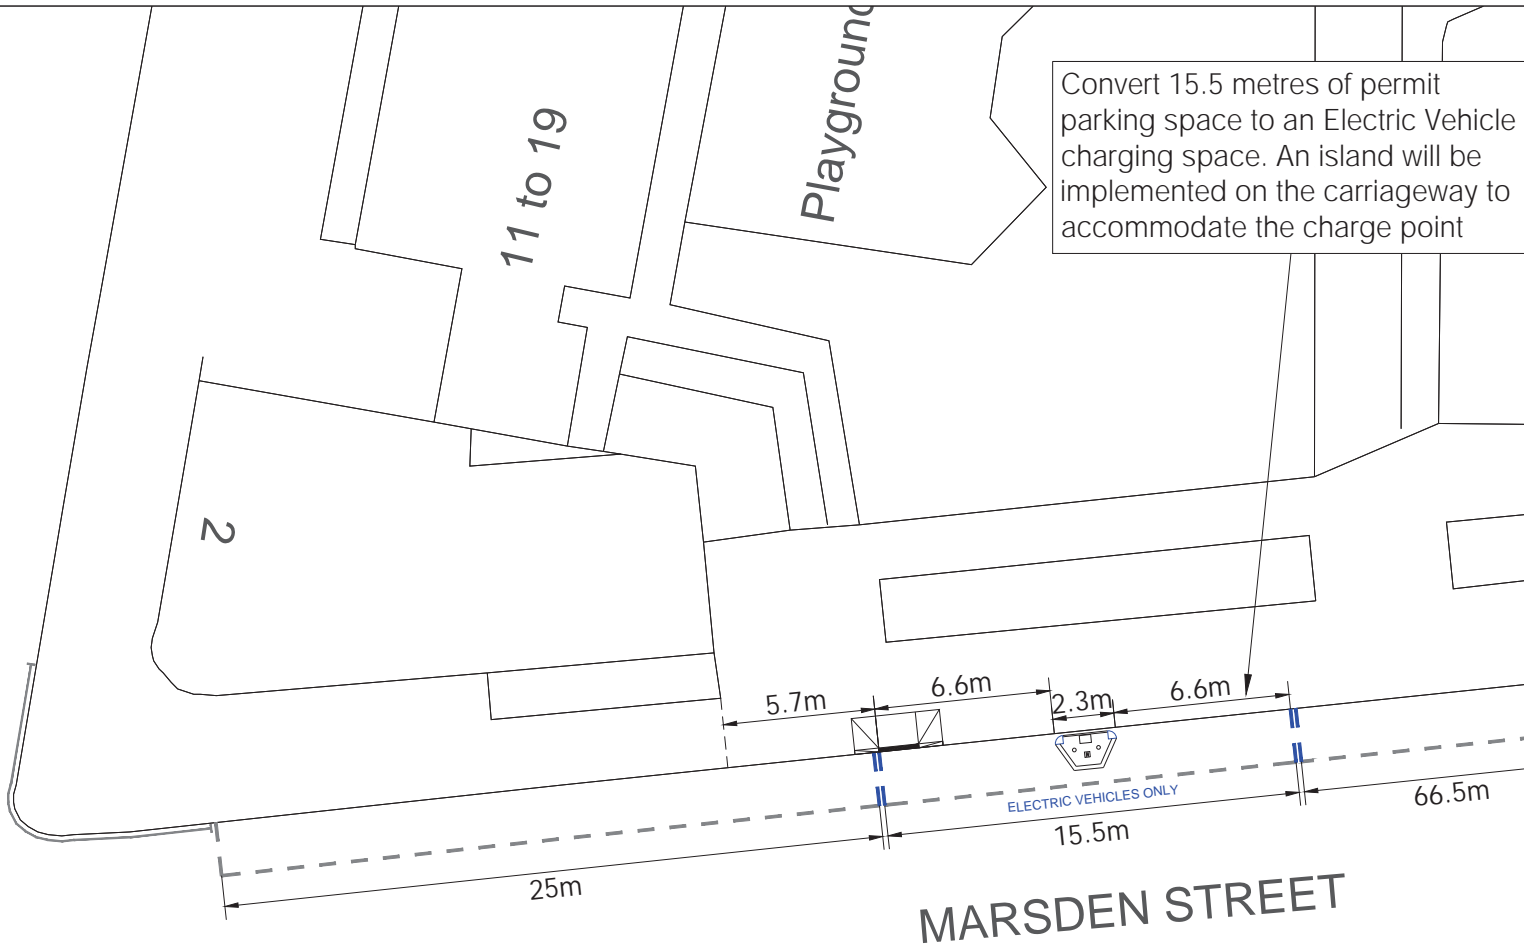 Playground
11 to 19
Convert 15.5 metres of permit
parking space to an Electric Vehicle
charging space. An island will be
implemented on the carriageway to
accommodate the charge point
2
5.7m
6.6m
2.3m
6.6m
ELECTRIC VEHICLES ONLY
66.5m
15.5m
25m
MARSDEN STREET